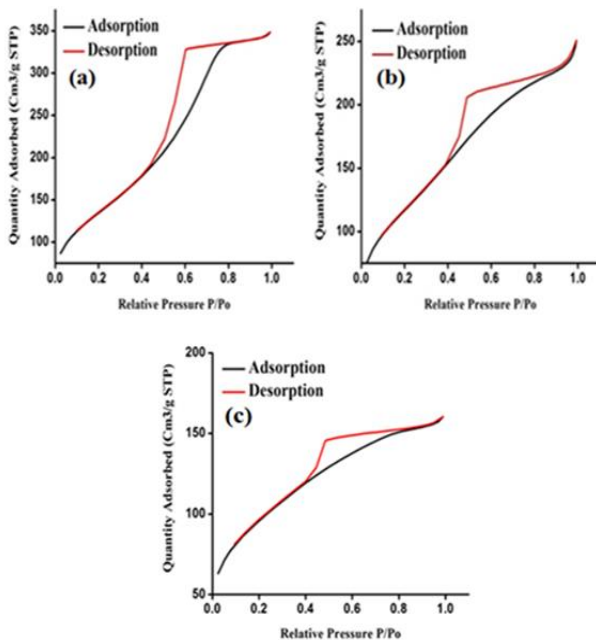 350
Adsorption
Desorption
(a)
300
250
200
150
100
Quantity Adsorbed (Cm3/g STP)
0.0 0.2 0.4 0.6 0.8 1.0
Relative Pressure P/Po
Adsorption
Desorption
250
(b)
200
150
100
Quantity Adsorbed (Cm3/g STP)
0.0 0.2 0.4 0.6 0.8 1.0
Relative Pressure P/Po
200
Adsorption
Desorption
(c)
150
100
50
Quantity Adsorbed (Cm3/g STP)
0.0 0.2 0.4 0.6 0.8 1.0
Relative Pressure P/Po